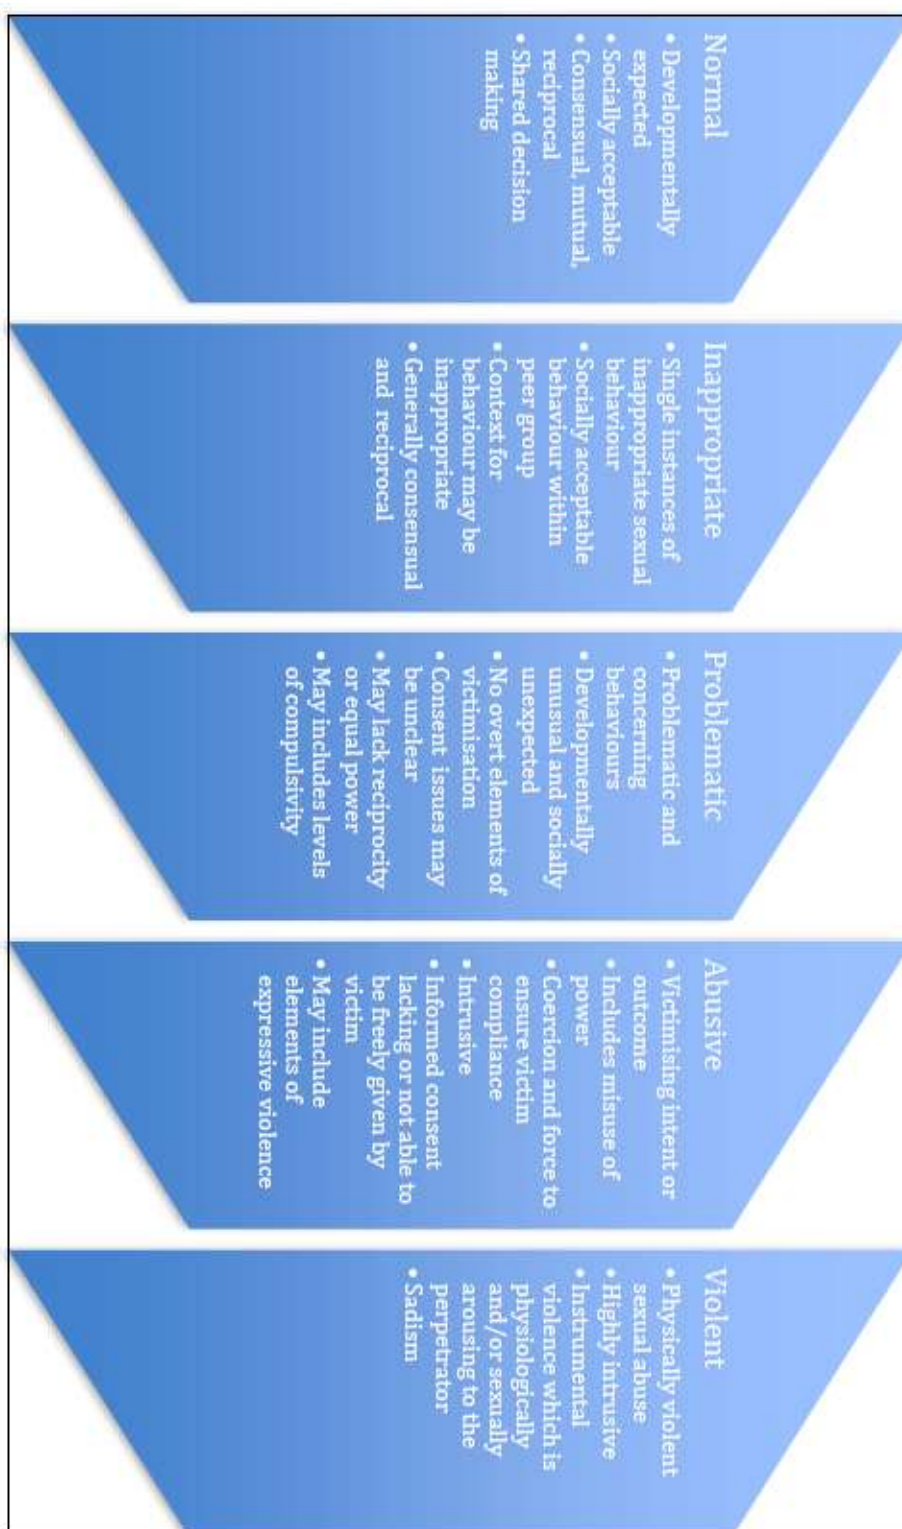 Normal
• Developmentally
expected
• Socially acceptable
• Consensual, mutual,
reciprocal
• Shared decision
making
Inappropriate
• Single instances of
inappropriate sexual
behaviour
• Socially acceptable
behaviour within
peer group
• Context for
behaviour may be
inappropriate
• Generally consensual
and reciprocal
Problematic
• Problematic and
concerning
behaviours
• Developmentally
unusual and socially
unexpected
• No overt elements of
victimisation
• Consent issues may
be unclear
• May lack reciprocity
or equal power
• May includes levels
of compulsivity
Abusive
• Victimising intent or
outcome
• Includes misuse of
power
• Coercion and force to
ensure victim
compliance
• Intrusive
• Informed consent
lacking or not able to
be freely given by
victim
• May include
elements of
expressive violence
Violent
• Physically violent
sexual abuse
• Highly intrusive
• Instrumental
violence which is
physiologically
and/or sexually
arousing to the
perpetrator
• Sadism